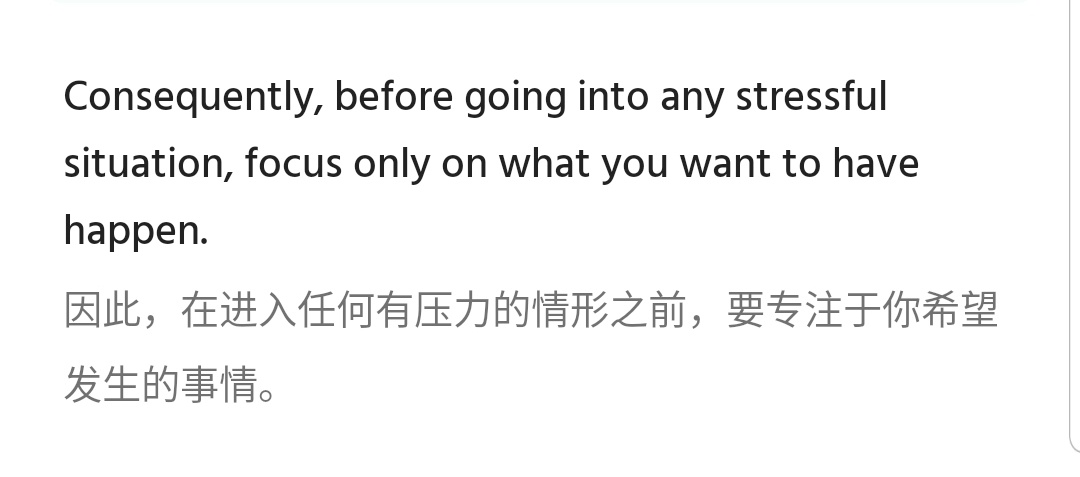 Consequently, before going into any stressful
situation, focus only on what you want to have
happen.
因此，在进入任何有压力的情形之前，要专注于你希望
发生的事情。